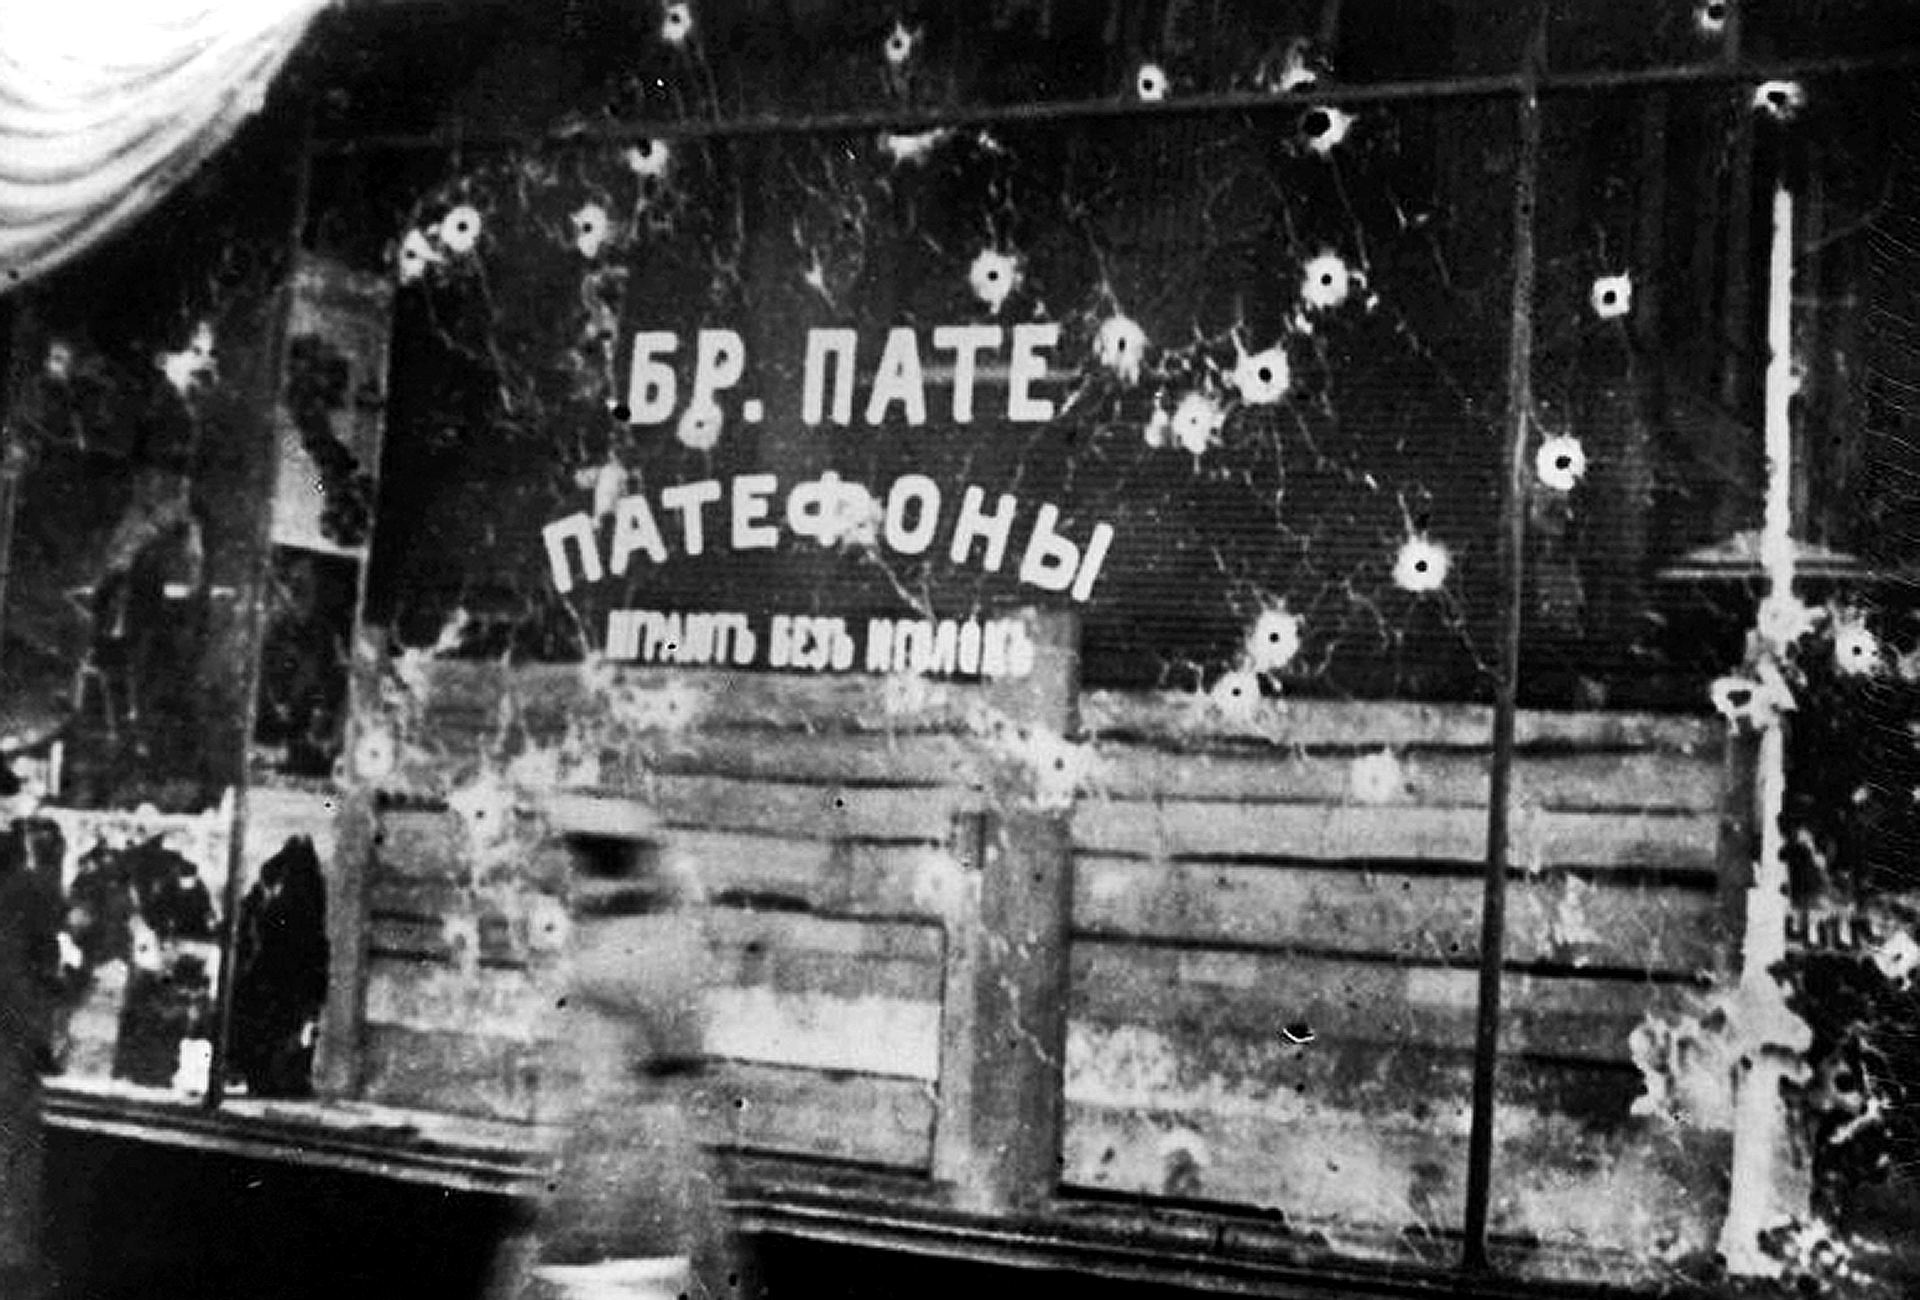 БР. ПАТЕ
ПАТЕФОНЫ
ИГРАЮТЪ БЕЗЪ ИГОЛОКЪ